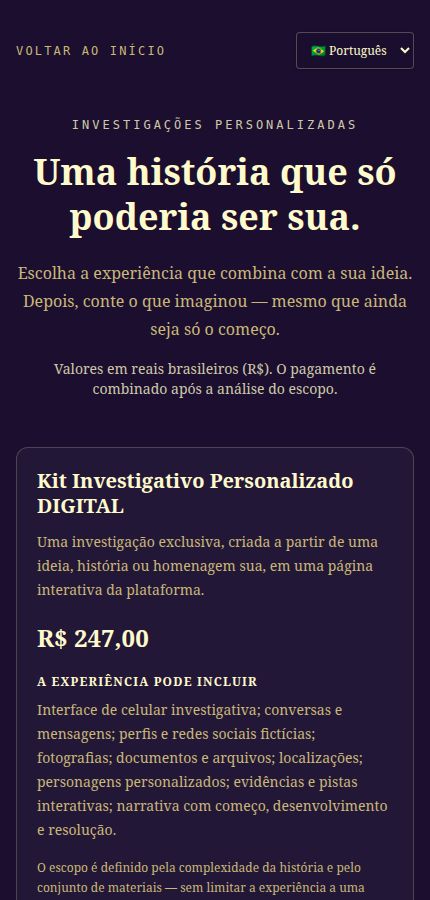 VOLTAR AO INÍCIO
🇧🇷 Português
INVESTIGAÇÕES PERSONALIZADAS
Uma história que só
poderia ser sua.
Escolha a experiência que combina com a sua ideia.
Depois, conte o que imaginou — mesmo que ainda
seja só o começo.
Valores em reais brasileiros (R$). O pagamento é
combinado após a análise do escopo.
Kit Investigativo Personalizado
DIGITAL
Uma investigação exclusiva, criada a partir de uma
ideia, história ou homenagem sua, em uma página
interativa da plataforma.
R$ 247,00
A EXPERIÊNCIA PODE INCLUIR
Interface de celular investigativa; conversas e
mensagens; perfis e redes sociais fictícias;
fotografias; documentos e arquivos; localizações;
personagens personalizados; evidências e pistas
interativas; narrativa com começo, desenvolvimento
e resolução.
O escopo é definido pela complexidade da história e pelo
conjunto de materiais — sem limitar a experiência a uma